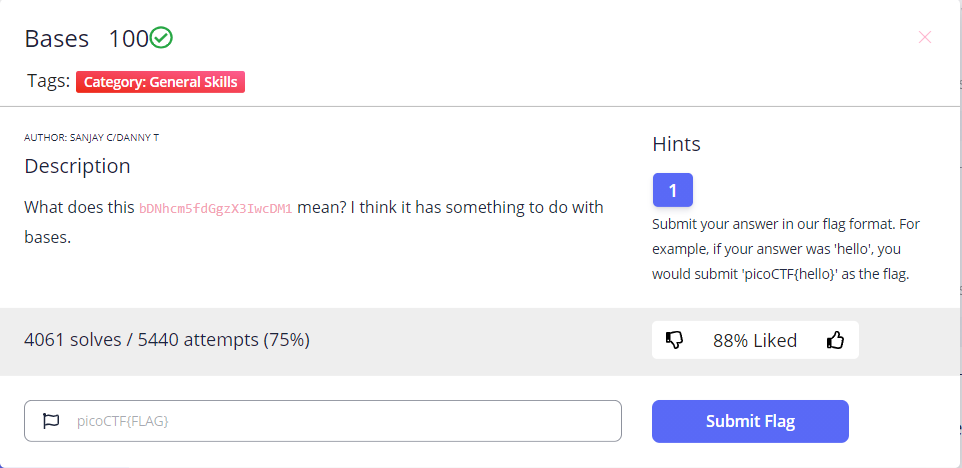 Bases 100
Tags: Category: General Skills
AUTHOR: SANJAY C/DANNY T
Description
What does this bDNhcm5fdGgzX3IwcDM1 mean? I think it has something to do with
bases.
Hints
1
Submit your answer in our flag format. For
example, if your answer was 'hello', you
would submit 'picoCTF{hello}' as the flag.
4061 solves / 5440 attempts (75%)
88% Liked
picoCTF{FLAG}
Submit Flag